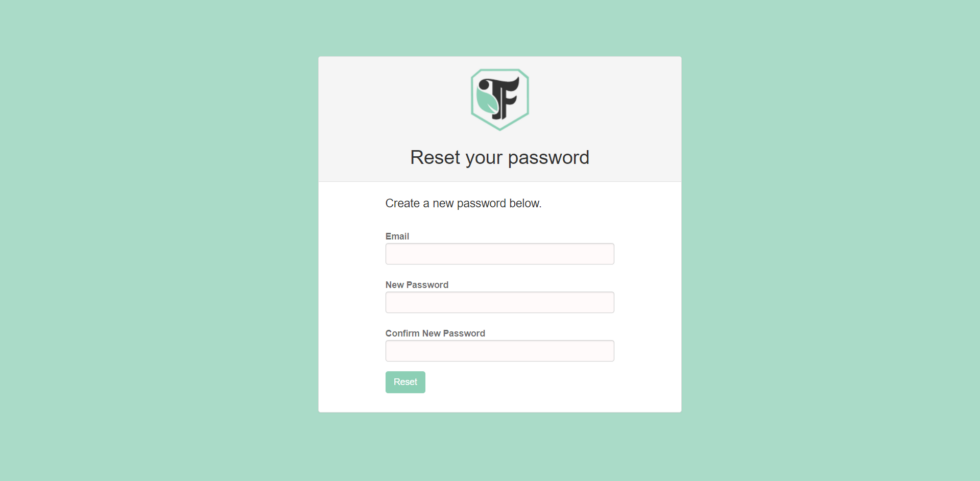 F
Reset your password
Create a new password below.
Email
New Password
Confirm New Password
Reset